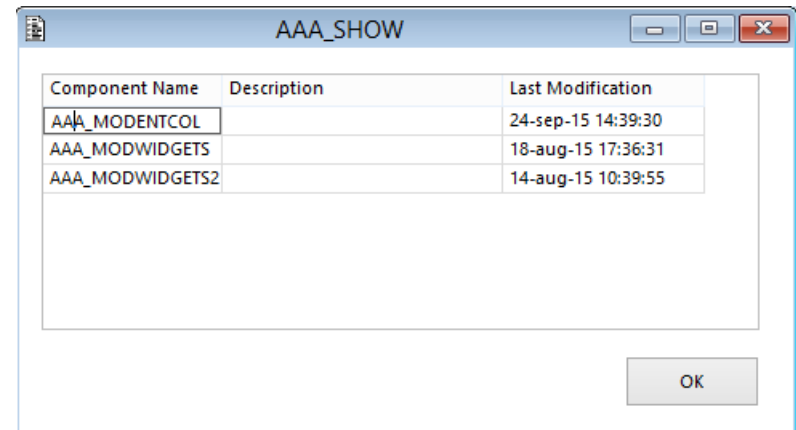 AAA_SHOW
Component Name Description Last Modification
AAA_MODENTCOL 24-sep-15 14:39:30
AAA_MODWIDGETS 18-aug-15 17:36:31
AAA_MODWIDGETS2 14-aug-15 10:39:55
OK